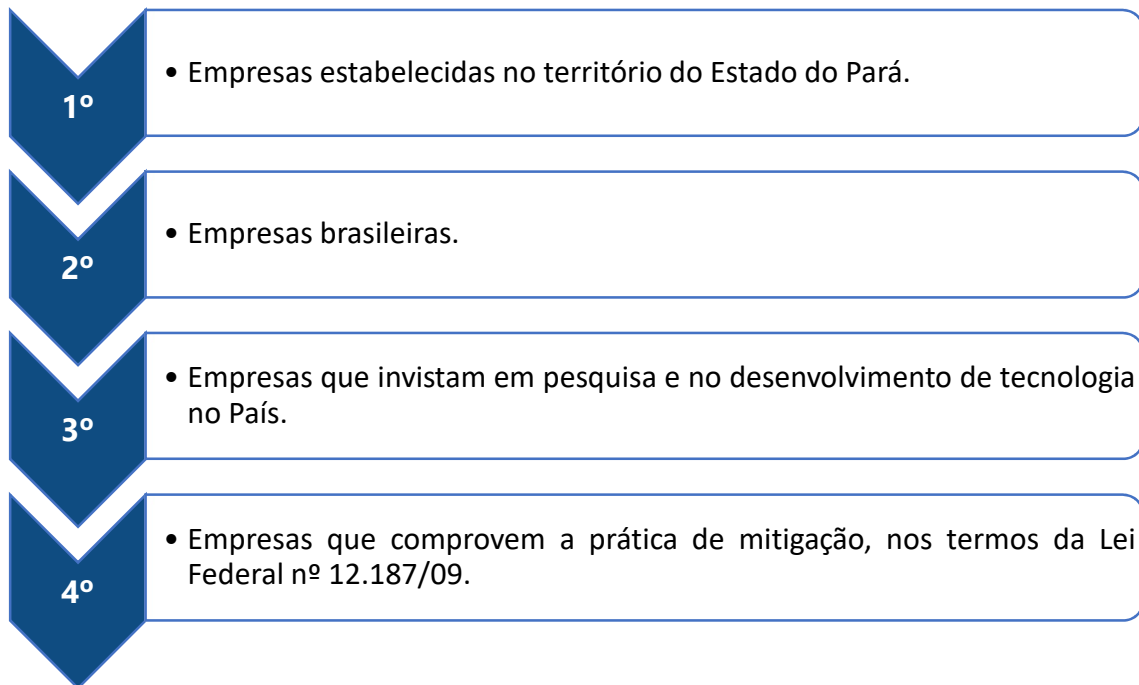 1º
• Empresas estabelecidas no território do Estado do Pará.
2º
• Empresas brasileiras.
3º
• Empresas que invistam em pesquisa e no desenvolvimento de tecnologia
no País.
4º
• Empresas que comprovem a prática de mitigação, nos termos da Lei
Federal nº 12.187/09.